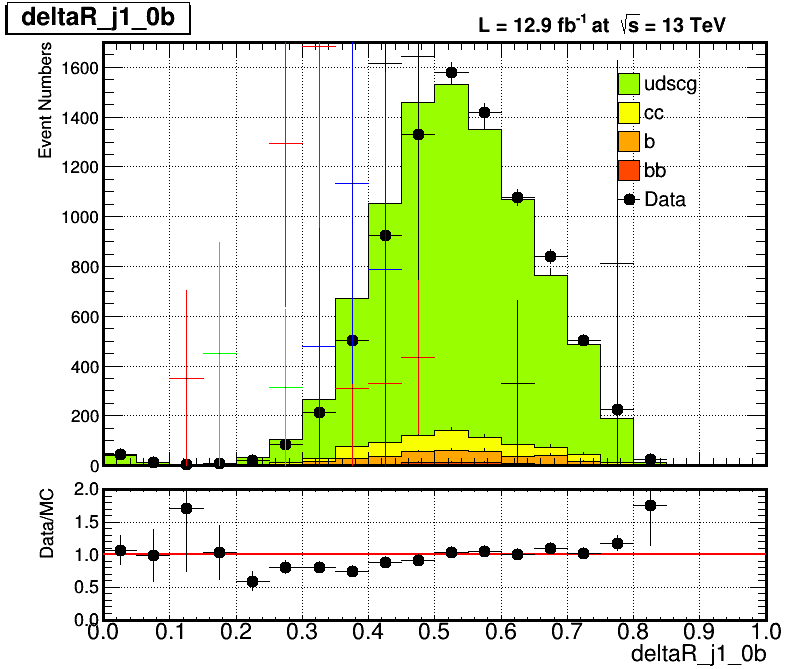 deltaR_j1_0b
L = 12.9 fb⁻¹ at √s = 13 TeV
Event Numbers
1600
1400
1200
1000
800
600
400
200
0
udscg
cc
b
bb
Data
Data/MC
2.0
1.5
1.0
0.5
0.0
0.0 0.1 0.2 0.3 0.4 0.5 0.6 0.7 0.8 0.9 1.0
deltaR_j1_0b